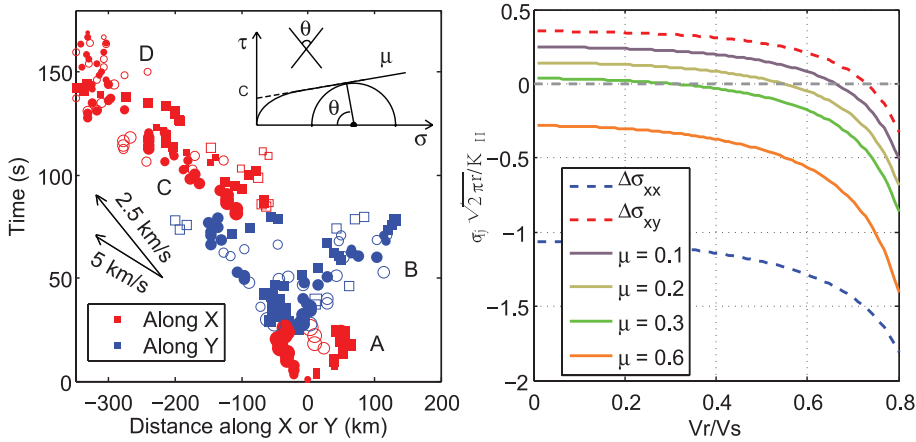 150
100
50
0
Time (s)
−300
−200
−100
0
100
200
Distance along X or Y (km)
D
C
B
A
2.5 km/s
5 km/s
Along X
Along Y
τ
θ
μ
c
θ
σ
0.5
0
−0.5
−1
−1.5
−2
σij √2πr/K II
0
0.2
0.4
0.6
0.8
Vr/Vs
Δσxx
Δσxy
μ = 0.1
μ = 0.2
μ = 0.3
μ = 0.6